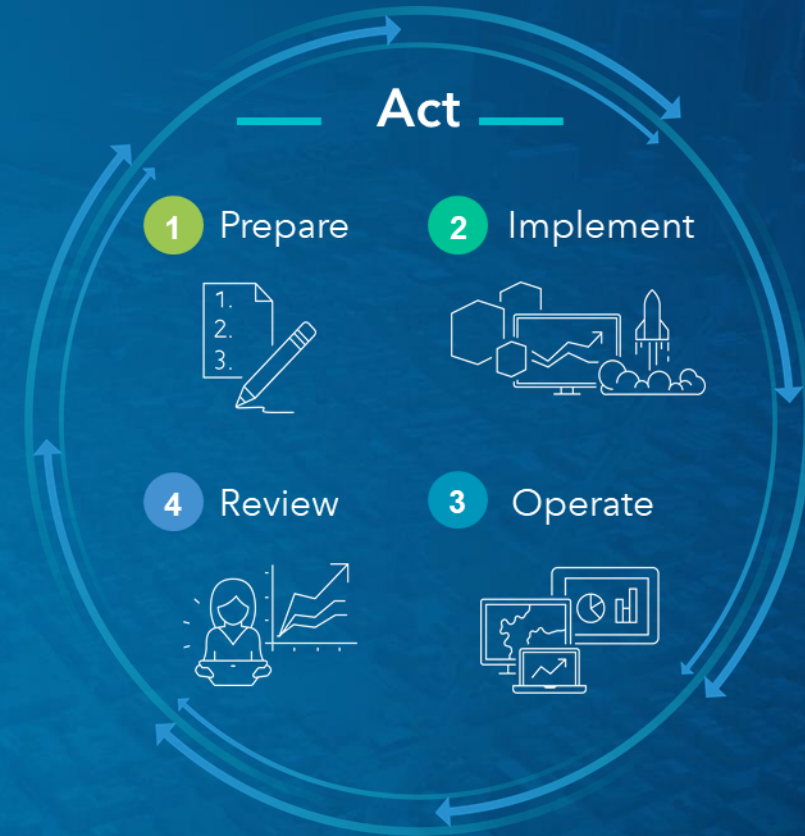 Act
1 Prepare
2 Implement
1.
2.
3.
4 Review
3 Operate